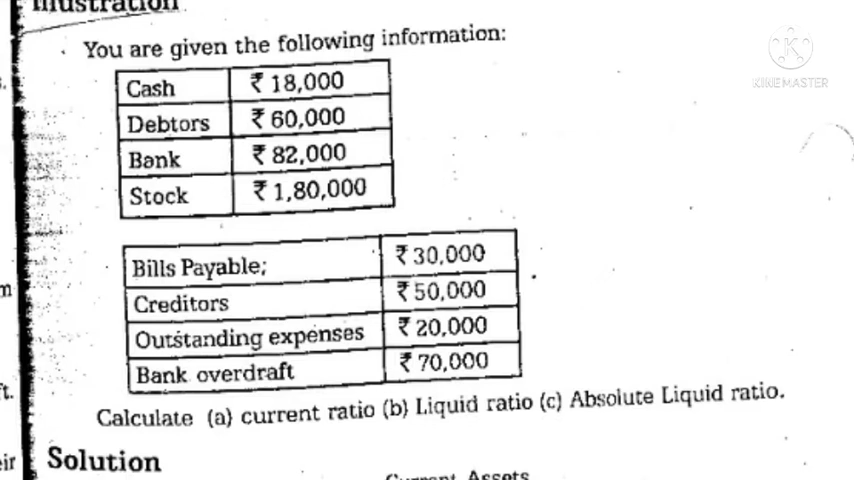 Illustration
You are given the following information:
KINEMASTER
Cash ₹ 18,000
Debtors ₹ 60,000
Bank ₹ 82,000
Stock ₹ 1,80,000
Bills Payable; ₹ 30,000
Creditors ₹ 50,000
Outstanding expenses ₹ 20,000
Bank overdraft ₹ 70,000
Calculate (a) current ratio (b) Liquid ratio (c) Absolute Liquid ratio.
Solution
Current Assets